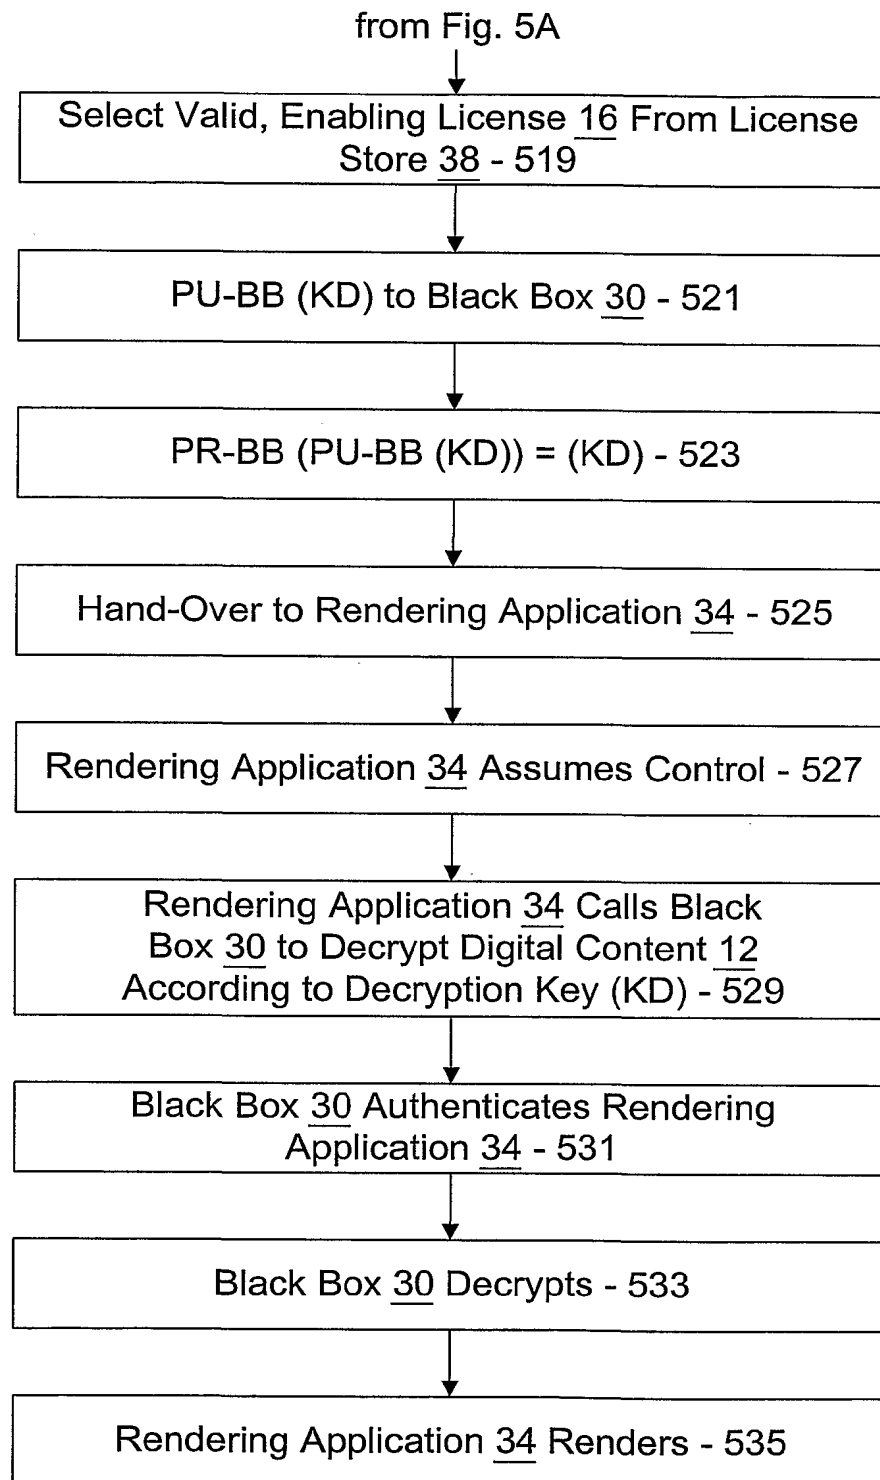 from Fig. 5A
Select Valid, Enabling License 16 From License
Store 38 - 519
PU-BB (KD) to Black Box 30 - 521
PR-BB (PU-BB (KD)) = (KD) - 523
Hand-Over to Rendering Application 34 - 525
Rendering Application 34 Assumes Control - 527
Rendering Application 34 Calls Black
Box 30 to Decrypt Digital Content 12
According to Decryption Key (KD) - 529
Black Box 30 Authenticates Rendering
Application 34 - 531
Black Box 30 Decrypts - 533
Rendering Application 34 Renders - 535